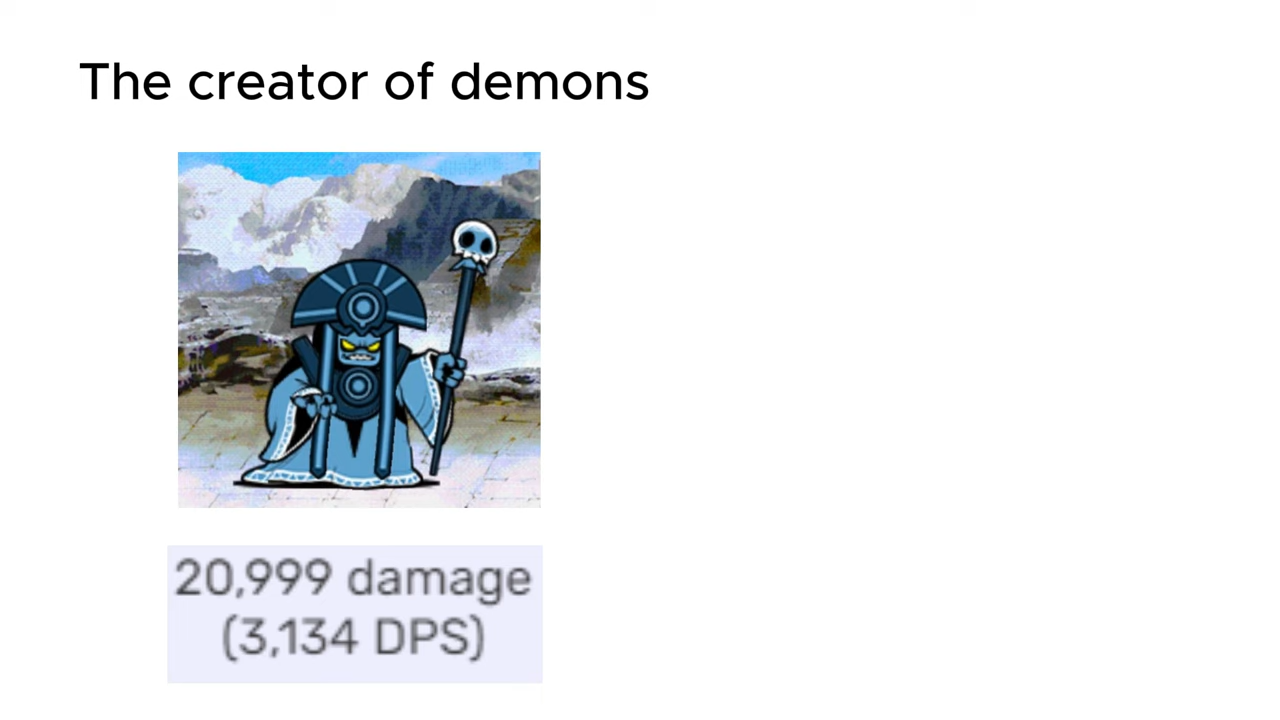 The creator of demons
20,999 damage
(3,134 DPS)